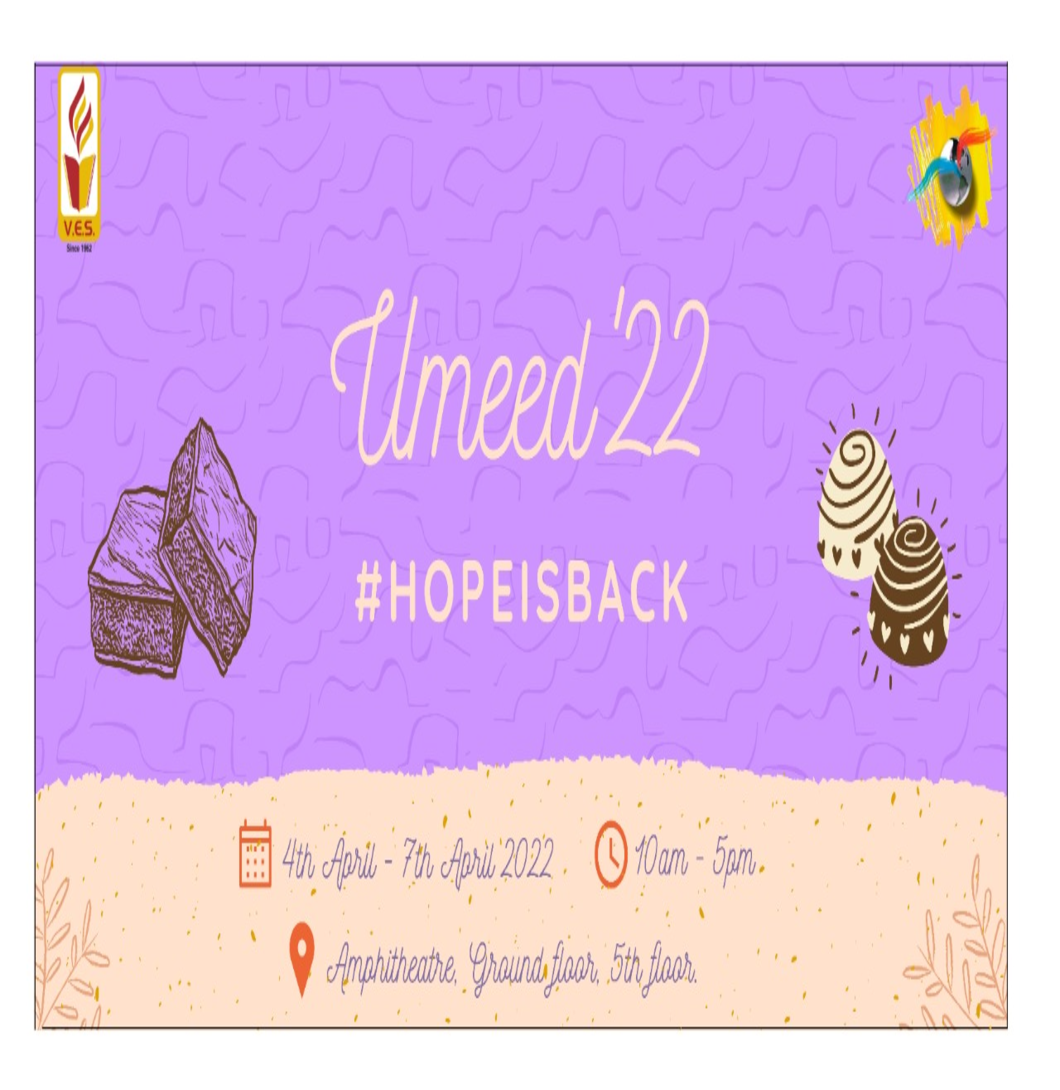 V.E.S.
Since 1962
Umeed '22
#HOPEISBACK
4th April - 7th April 2022
10am - 5pm
Amphitheatre, Ground floor, 5th floor.